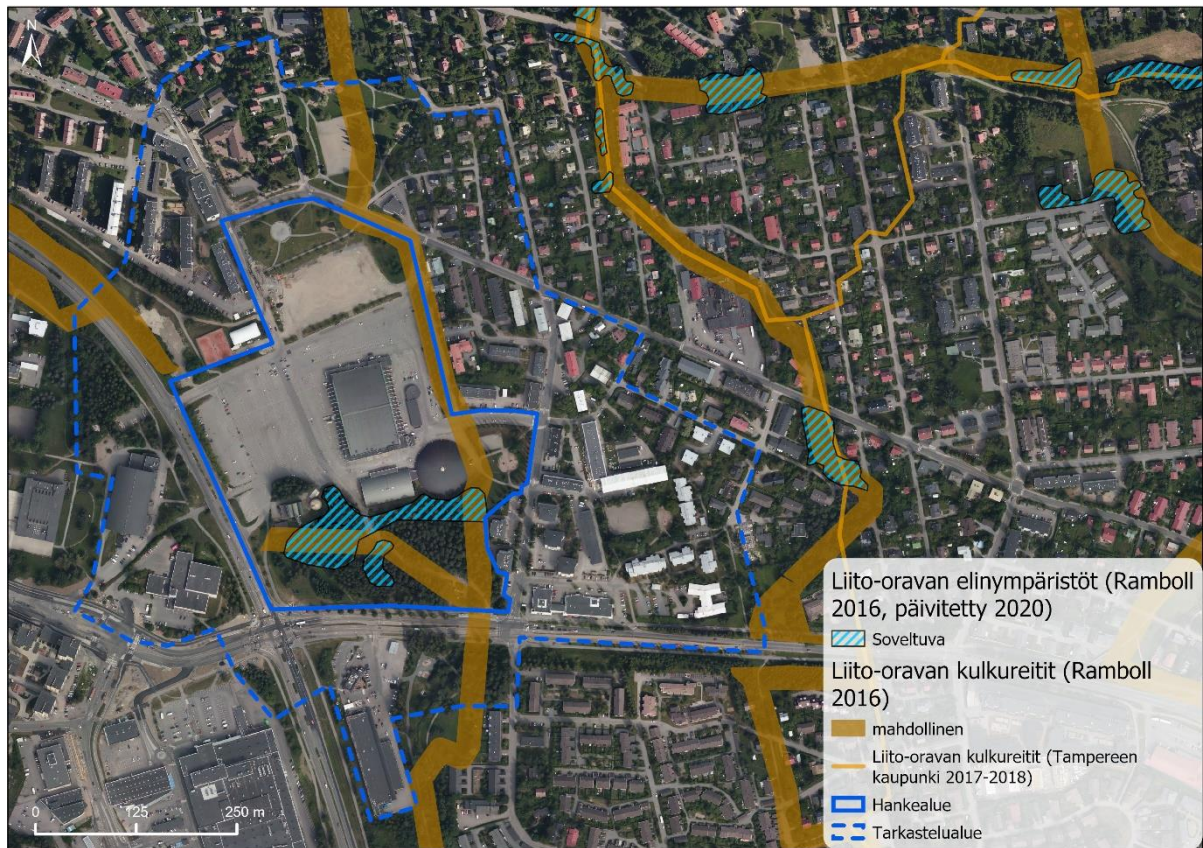 N
0 125 250 m
Liito-oravan elinympäristöt (Ramboll
2016, päivitetty 2020)
Soveltuva
Liito-oravan kulkureitit (Ramboll
2016)
mahdollinen
Liito-oravan kulkureitit (Tampereen
kaupunki 2017-2018)
Hankealue
Tarkastelualue